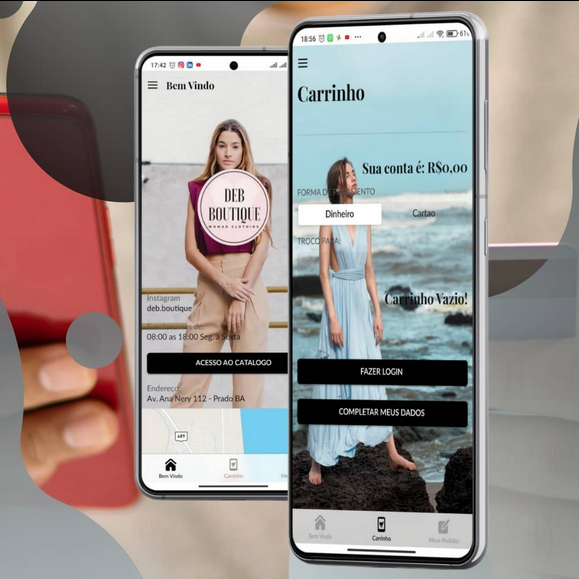 17:42
Bem Vindo
DEB
BOUTIQUE
WOMAN CLOTHING
Instagram
deb.boutique
de
08:00 as 18:00 Seg. a Sexta
ACESSO AO CATALOGO
Endereço:
Av, Ana Nery 112 - Prado BA
489
Bem Vindo
Carrinho
18:56
61
Carrinho
Sua conta é: R$0,00
FORMA DE PAGAMENTO
Dinheiro
Cartao
TROCO PARA:
Carrinho Vazio!
FAZER LOGIN
COMPLETAR MEUS DADOS
Bem Vindo
Carrinho
Meus Pedidos